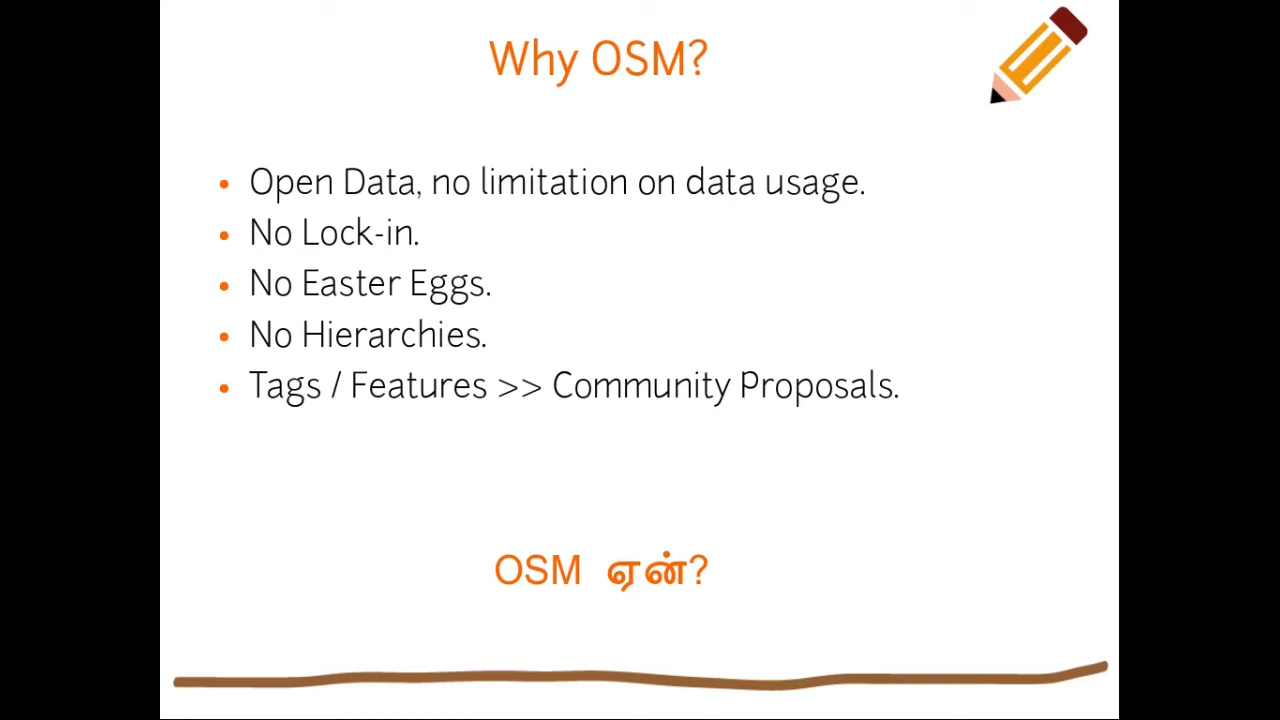 Why OSM?
• Open Data, no limitation on data usage.
• No Lock-in.
• No Easter Eggs.
• No Hierarchies.
• Tags / Features >> Community Proposals.
OSM ஏன்?